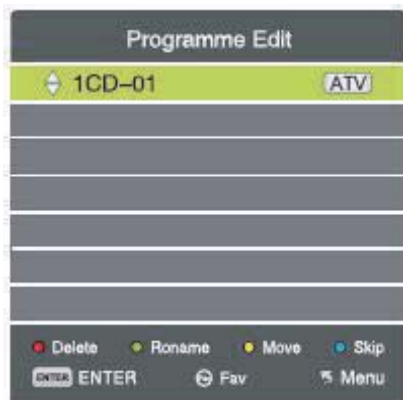 Programme Edit
1CD–01 ATV
Delete Roname Move Skip
ENTER ENTER Fav Menu